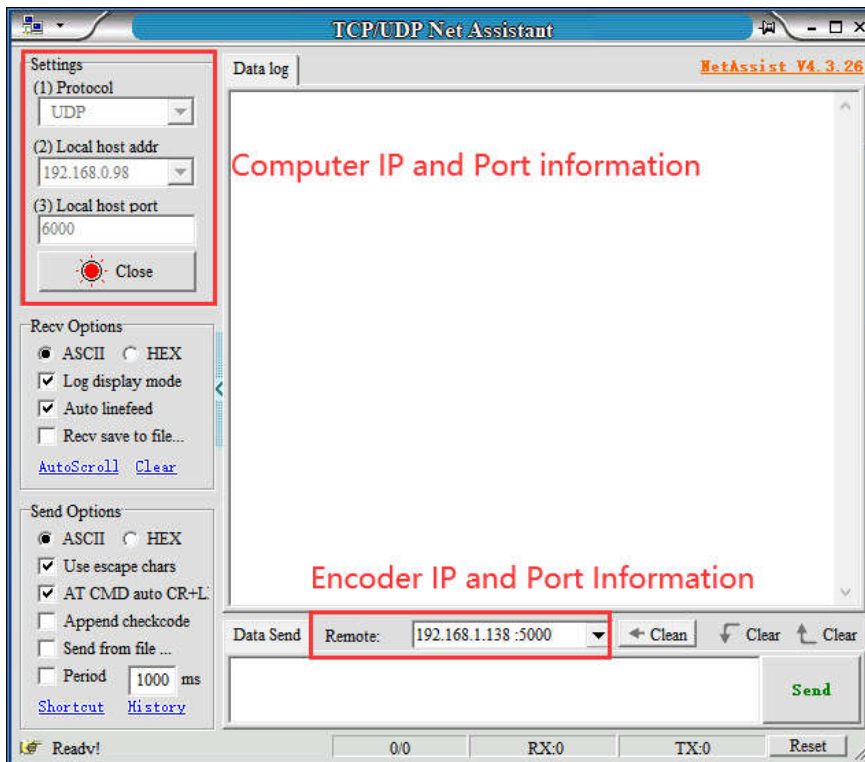 TCP/UDP Net Assistant
Settings
(1) Protocol
UDP
(2) Local host addr
192.168.0.98
(3) Local host port
6000
Close
Recv Options
ASCII HEX
Log display mode
Auto linefeed
Recv save to file...
AutoScroll Clear
Send Options
ASCII HEX
Use escape chars
AT CMD auto CR+L
Append checkcode
Send from file ...
Period 1000 ms
Shortcut History
Data log
NetAssist V4.3.26
Computer IP and Port information
Encoder IP and Port Information
Data Send Remote: 192.168.1.138 :5000 Clean Clear Clear
Send
Ready! 0/0 RX:0 TX:0 Reset